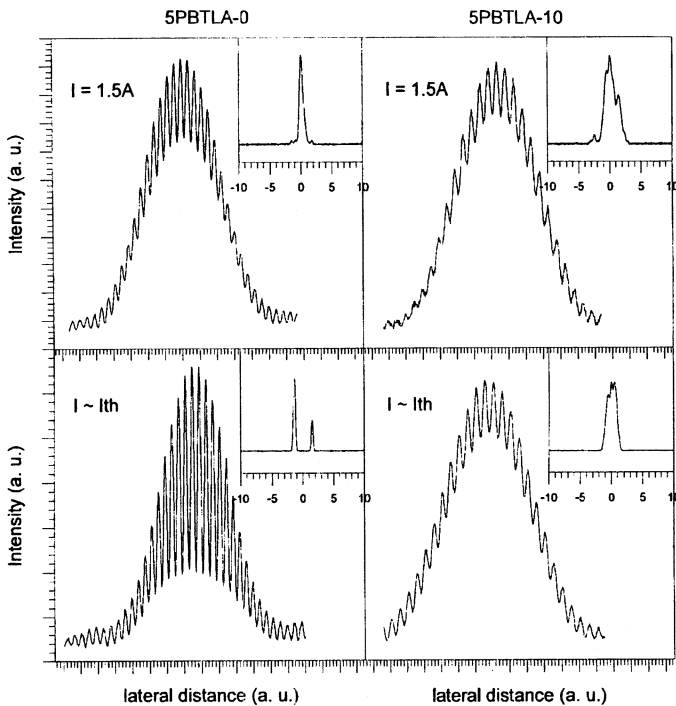 5PBTLA-0 5PBTLA-10
I = 1.5A
-10 -5 0 5 10
I = 1.5A
-10 -5 0 5 10
Intensity (a. u.)
I ~ Ith
-10 -5 0 5 10
I ~ Ith
-10 -5 0 5 10
Intensity (a. u.)
lateral distance (a. u.) lateral distance (a. u.)